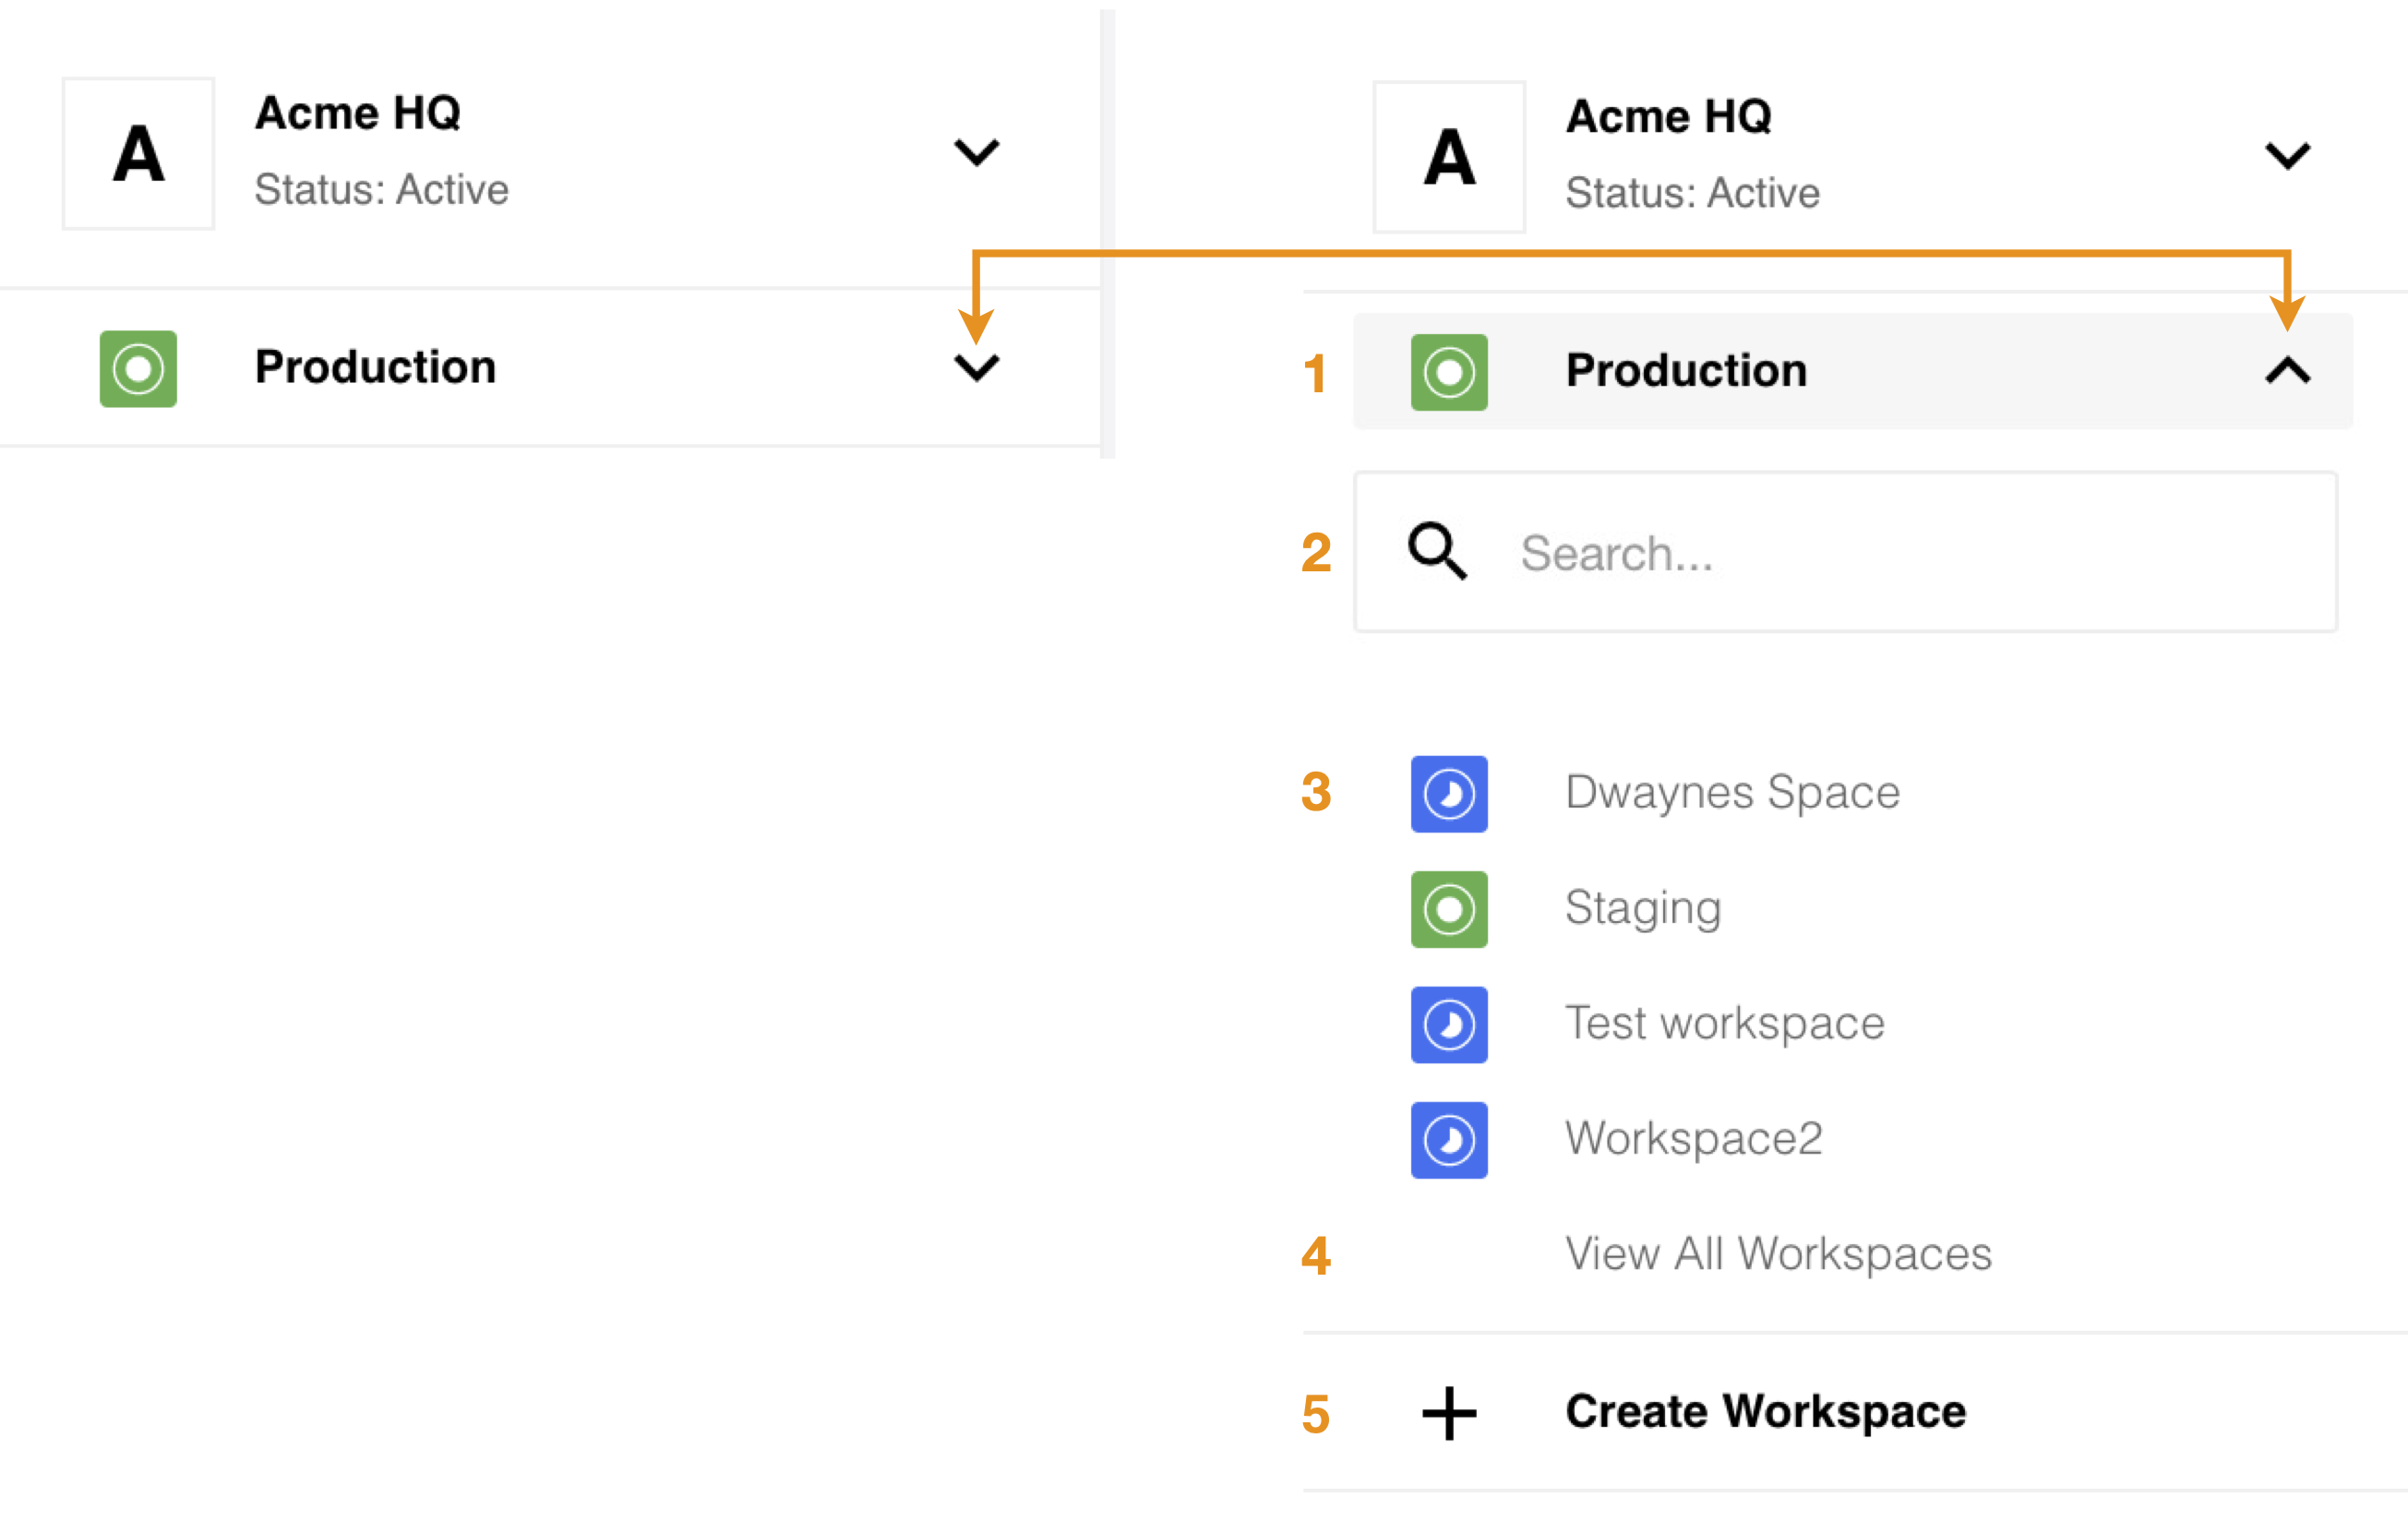 A
Acme HQ
Status: Active
Production
A
Acme HQ
Status: Active
1 Production
2 Search...
3 Dwaynes Space
Staging
Test workspace
Workspace2
4 View All Workspaces
5 Create Workspace